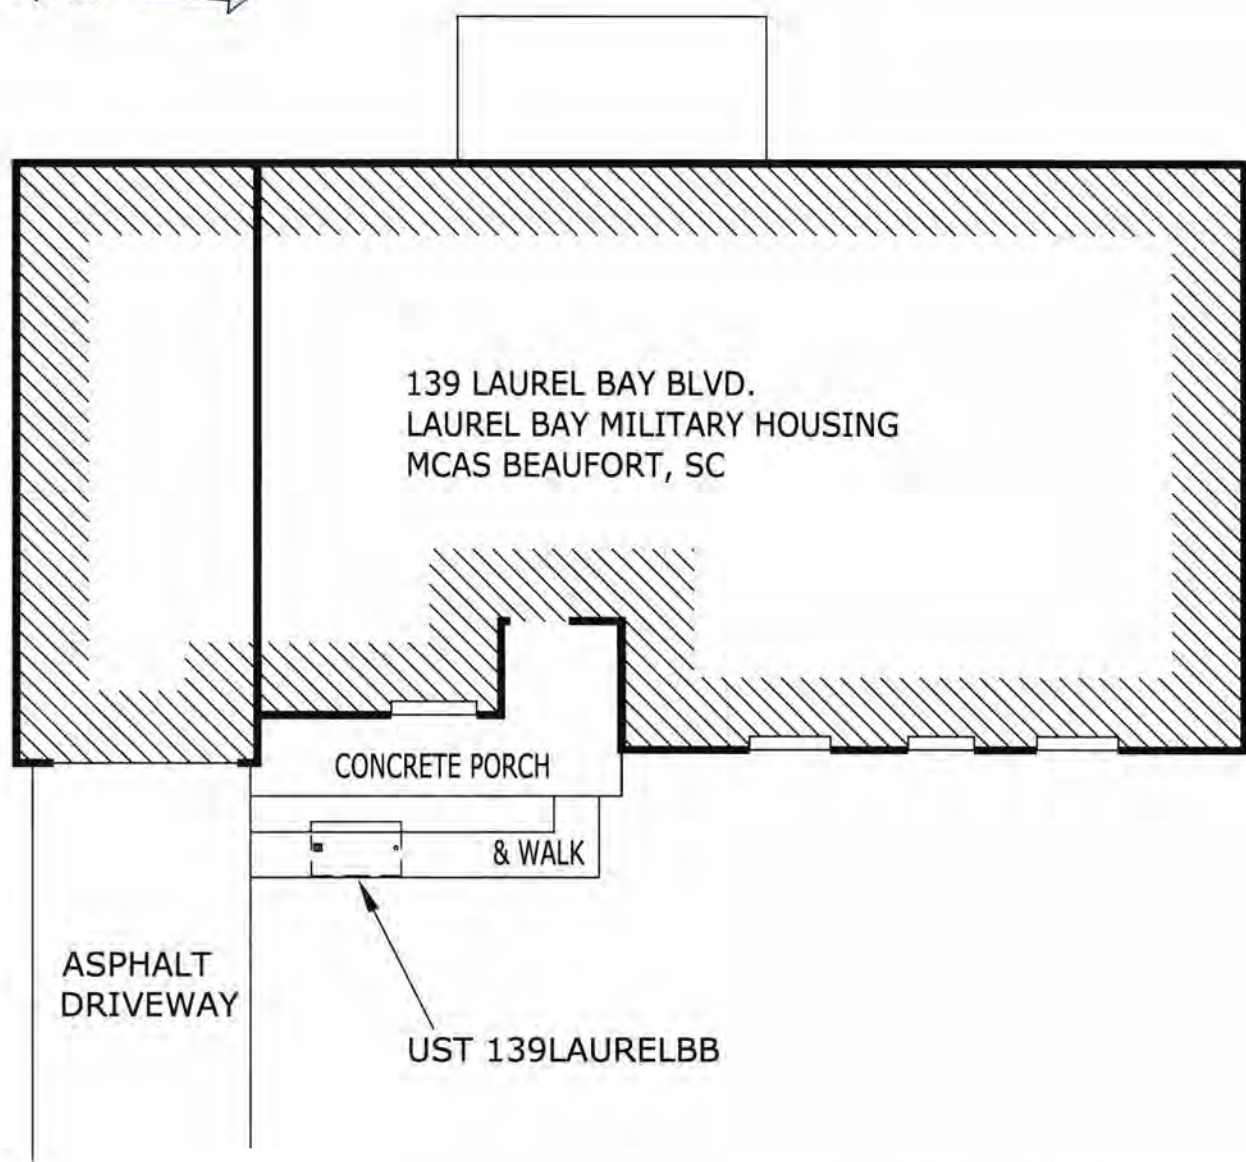 139 LAUREL BAY BLVD.
LAUREL BAY MILITARY HOUSING
MCAS BEAUFORT, SC
CONCRETE PORCH
& WALK
ASPHALT
DRIVEWAY
UST 139LAURELBB